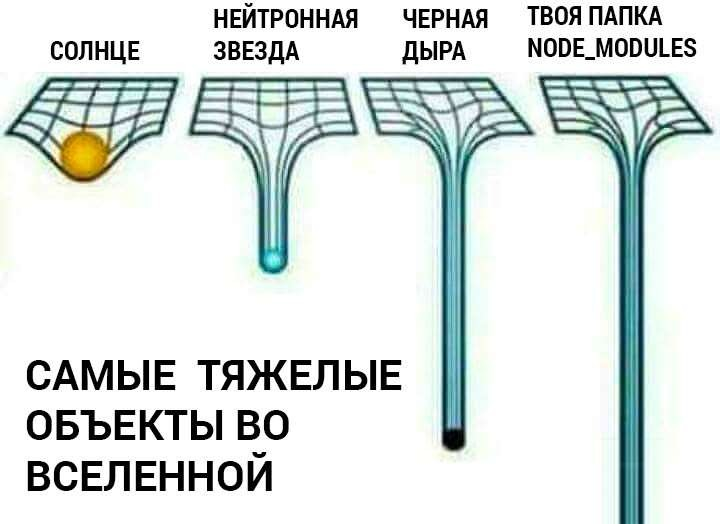 СОЛНЦЕ
НЕЙТРОННАЯ
ЗВЕЗДА
ЧЕРНАЯ
ДЫРА
ТВОЯ ПАПКА
NODE_MODULES
САМЫЕ ТЯЖЕЛЫЕ
ОБЪЕКТЫ ВО
ВСЕЛЕННОЙ